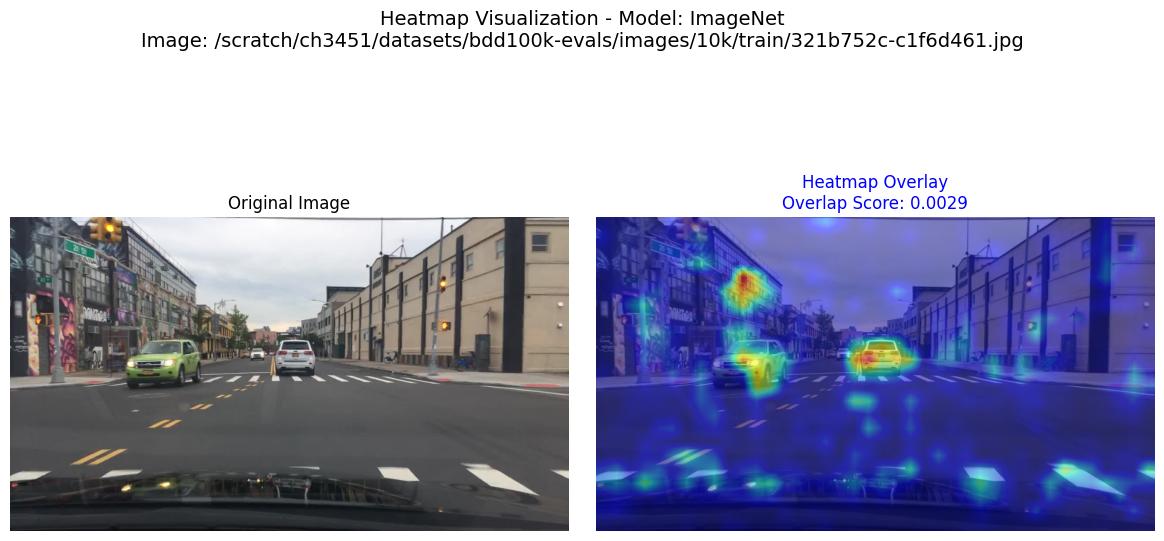 Heatmap Visualization - Model: ImageNet
Image: /scratch/ch3451/datasets/bdd100k-evals/images/10k/train/321b752c-c1f6d461.jpg
Original Image
Heatmap Overlay
Overlap Score: 0.0029